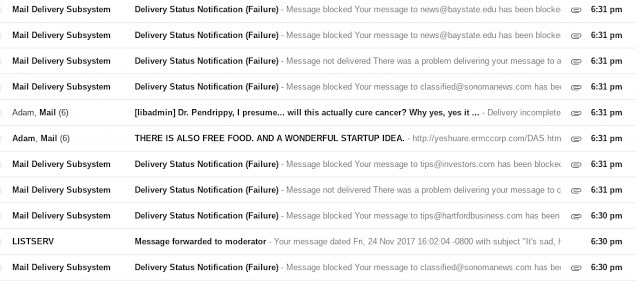 Mail Delivery Subsystem Delivery Status Notification (Failure) - Message blocked Your message to news@baystate.edu has been blocke 6:31 pm
Mail Delivery Subsystem Delivery Status Notification (Failure) - Message blocked Your message to news@baystate.edu has been blocke 6:31 pm
Mail Delivery Subsystem Delivery Status Notification (Failure) - Message not delivered There was a problem delivering your message to a 6:31 pm
Mail Delivery Subsystem Delivery Status Notification (Failure) - Message blocked Your message to classified@sonomanews.com has bee 6:31 pm
Adam, Mail (6) [libadmin] Dr. Pendrippy, I presume... will this actually cure cancer? Why yes, yes it ... - Delivery incomplete 6:31 pm
Adam, Mail (6) THERE IS ALSO FREE FOOD. AND A WONDERFUL STARTUP IDEA. - http://yeshuare.ermccorp.com/DAS.htm 6:31 pm
Mail Delivery Subsystem Delivery Status Notification (Failure) - Message blocked Your message to tips@investors.com has been blocked 6:31 pm
Mail Delivery Subsystem Delivery Status Notification (Failure) - Message not delivered There was a problem delivering your message to c 6:31 pm
Mail Delivery Subsystem Delivery Status Notification (Failure) - Message blocked Your message to tips@hartfordbusiness.com has been 6:30 pm
LISTSERV Message forwarded to moderator - Your message dated Fri, 24 Nov 2017 16:02:04 -0800 with subject "It's sad, 6:30 pm
Mail Delivery Subsystem Delivery Status Notification (Failure) - Message blocked Your message to classified@sonomanews.com has bee 6:30 pm